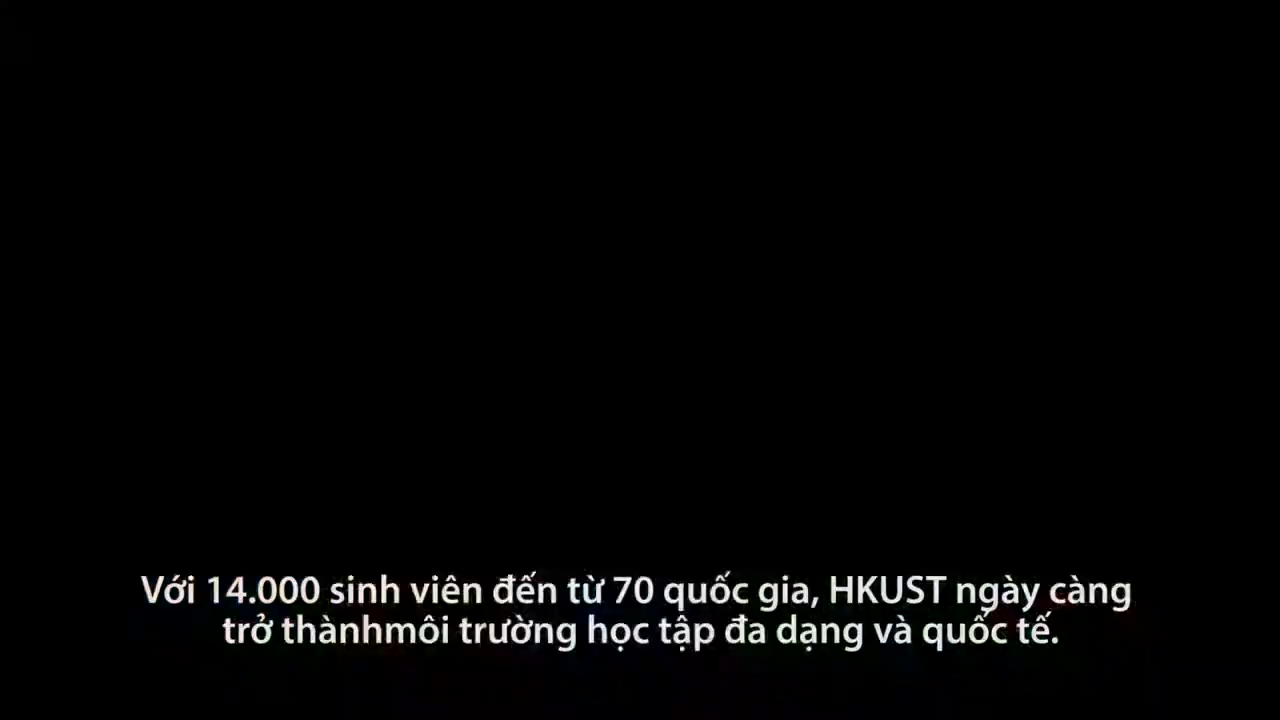 Với 14.000 sinh viên đến từ 70 quốc gia, HKUST ngày càng
trở thànhmôi trường học tập đa dạng và quốc tế.